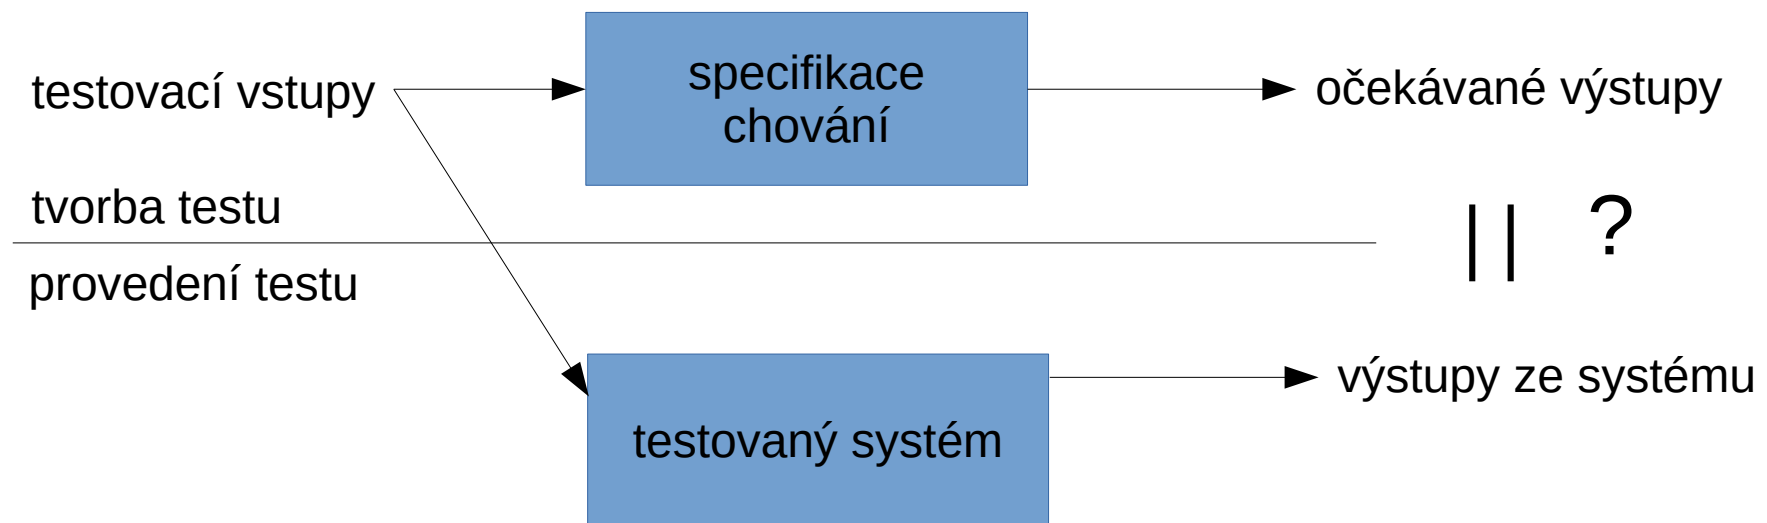 testovací vstupy
specifikace
chování
očekávané výstupy
tvorba testu
|| ?
provedení testu
výstupy ze systému
testovaný systém